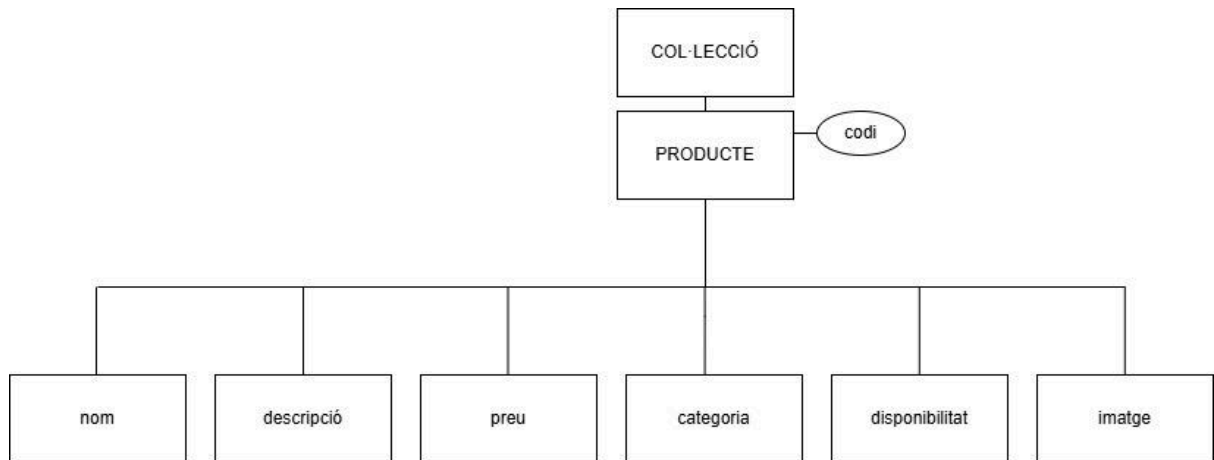 COL·LECCIÓ
PRODUCTE
codi
nom
descripció
preu
categoria
disponibilitat
imatge